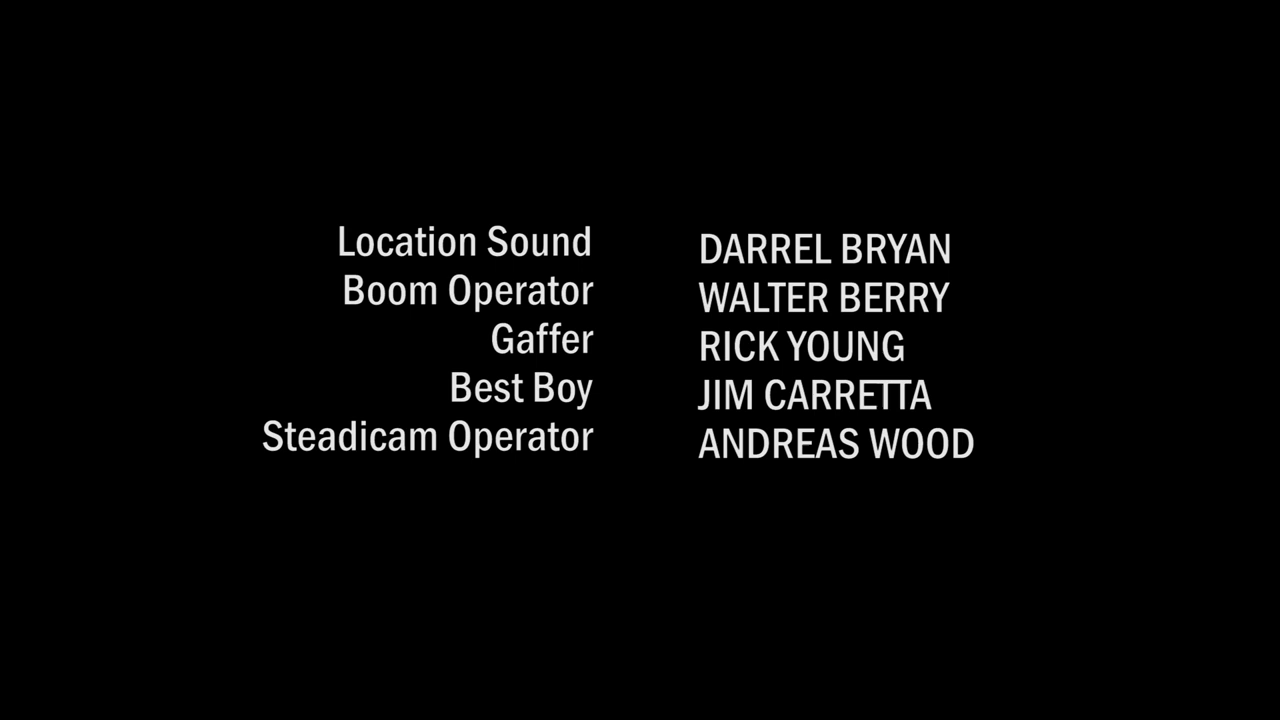 Location Sound DARREL BRYAN
Boom Operator WALTER BERRY
Gaffer RICK YOUNG
Best Boy JIM CARRETTA
Steadicam Operator ANDREAS WOOD